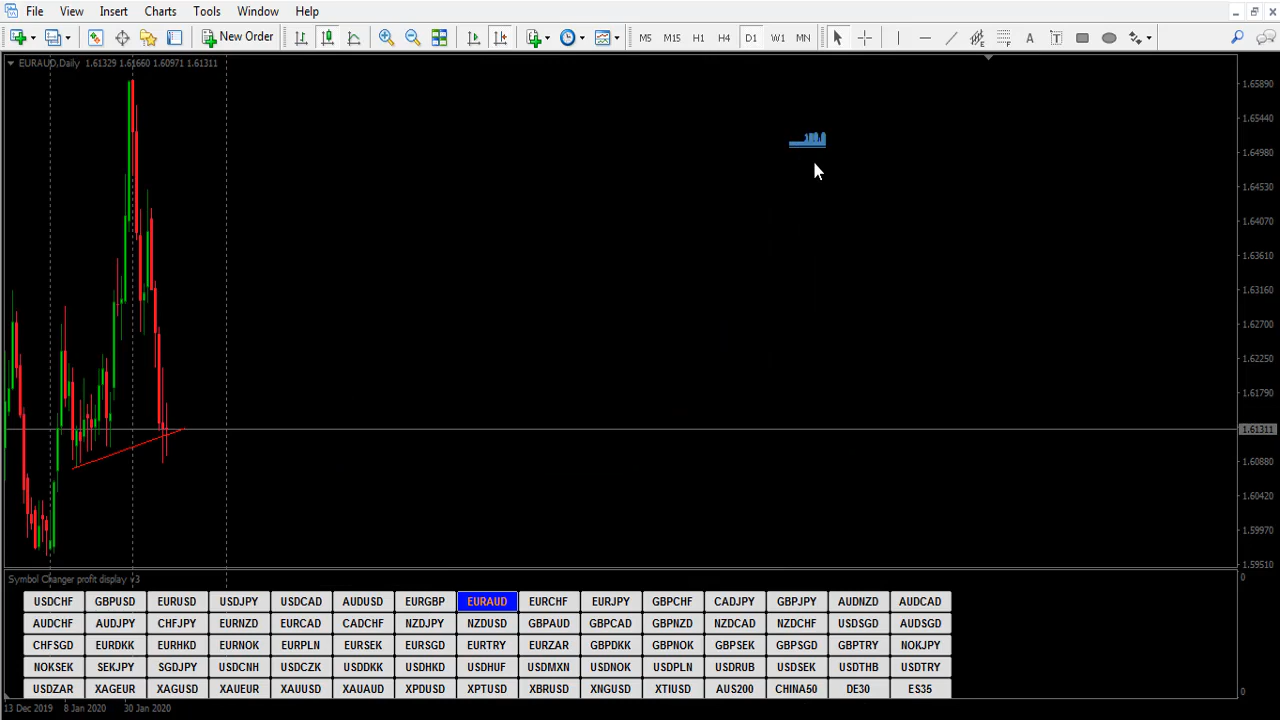 File View Insert Charts Tools Window Help
New Order M5 M15 H1 H4 D1 W1 MN A T
EURAUD,Daily 1.61329 1.61660 1.60971 1.61311
1.65890
1.65440
1.64980
1.64530
1.64070
1.63610
1.63160
1.62700
1.62250
1.61790
1.61311
1.60880
1.60420
1.59970
1.59510
Symbol Changer profit display v3 0
USDCHF GBPUSD EURUSD USDJPY USDCAD AUDUSD EURGBP EURAUD EURCHF EURJPY GBPCHF CADJPY GBPJPY AUDNZD AUDCAD
AUDCHF AUDJPY CHFJPY EURNZD EURCAD CADCHF NZDJPY NZDUSD GBPAUD GBPCAD GBPNZD NZDCAD NZDCHF USDSGD AUDSGD
CHFSGD EURDKK EURHKD EURNOK EURPLN EURSEK EURSGD EURTRY EURZAR GBPDKK GBPNOK GBPSEK GBPSGD GBPTRY NOKJPY
NOKSEK SEKJPY SGDJPY USDCNH USDCZK USDDKK USDHKD USDHUF USDMXN USDNOK USDPLN USDRUB USDSEK USDTHB USDTRY
USDZAR XAGEUR XAGUSD XAUEUR XAUUSD XAUAUD XPDUSD XPTUSD XBRUSD XNGUSD XTIUSD AUS200 CHINA50 DE30 ES35
0
13 Dec 2019 8 Jan 2020 30 Jan 2020